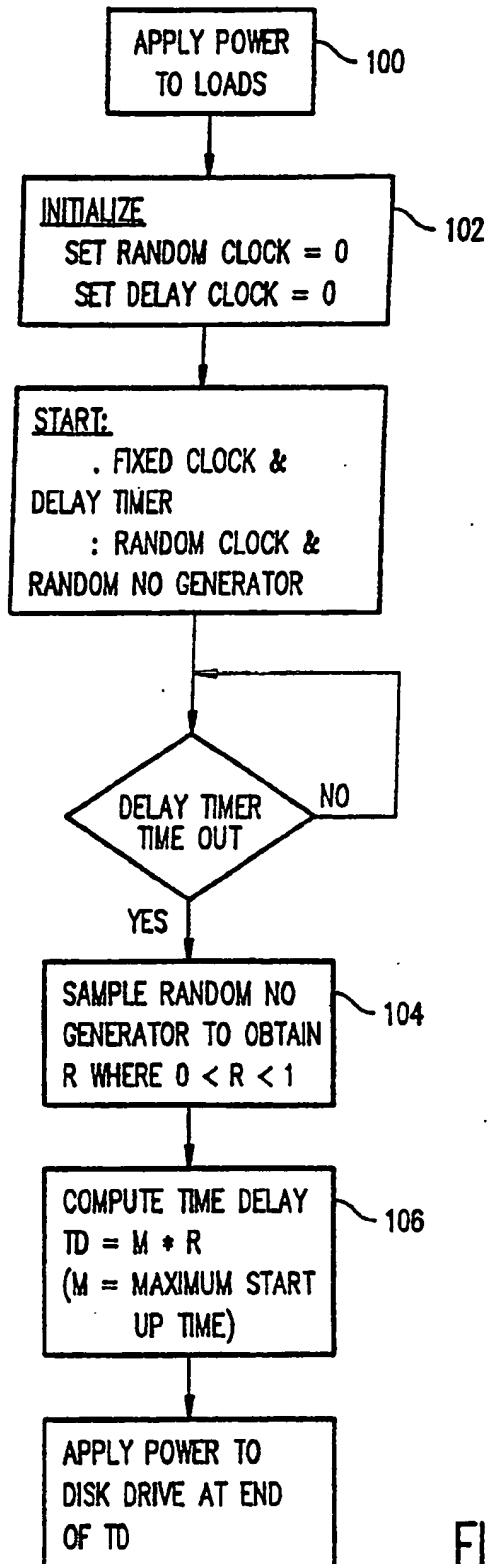 APPLY POWER
TO LOADS
100
INITIALIZE
SET RANDOM CLOCK = 0
SET DELAY CLOCK = 0
102
START:
. FIXED CLOCK &
DELAY TIMER
: RANDOM CLOCK &
RANDOM NO GENERATOR
DELAY TIMER
TIME OUT
NO
YES
SAMPLE RANDOM NO
GENERATOR TO OBTAIN
R WHERE 0 < R < 1
104
COMPUTE TIME DELAY
TD = M * R
(M = MAXIMUM START
UP TIME)
106
APPLY POWER TO
DISK DRIVE AT END
OF TD